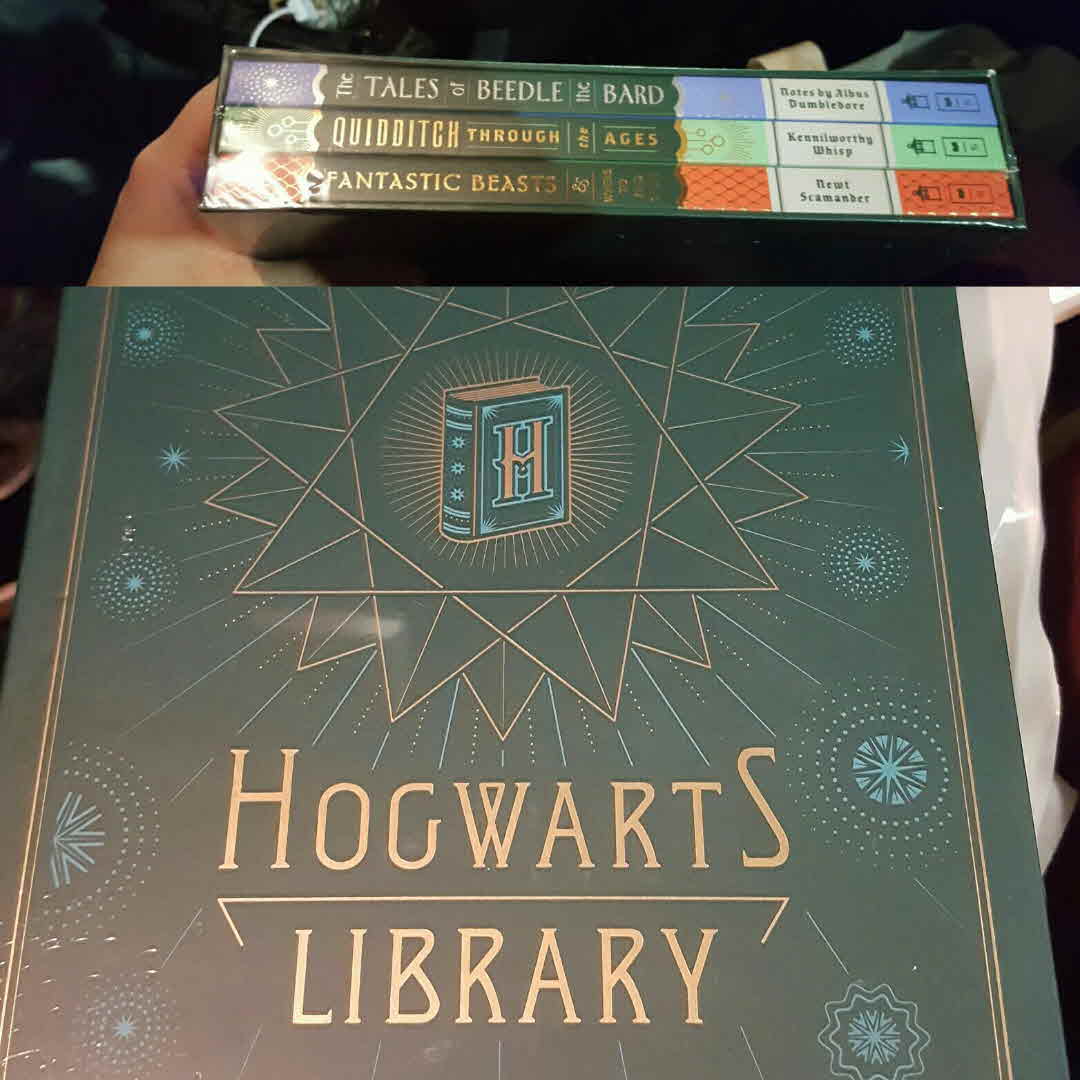 The TALES of BEEDLE the BARD
Notes by Albus
Dumbledore
QUIDDITCH THROUGH the AGES
Kennilworthy
Whisp
FANTASTIC BEASTS &
Newt
Scamander
H
HOGWARTS
LIBRARY